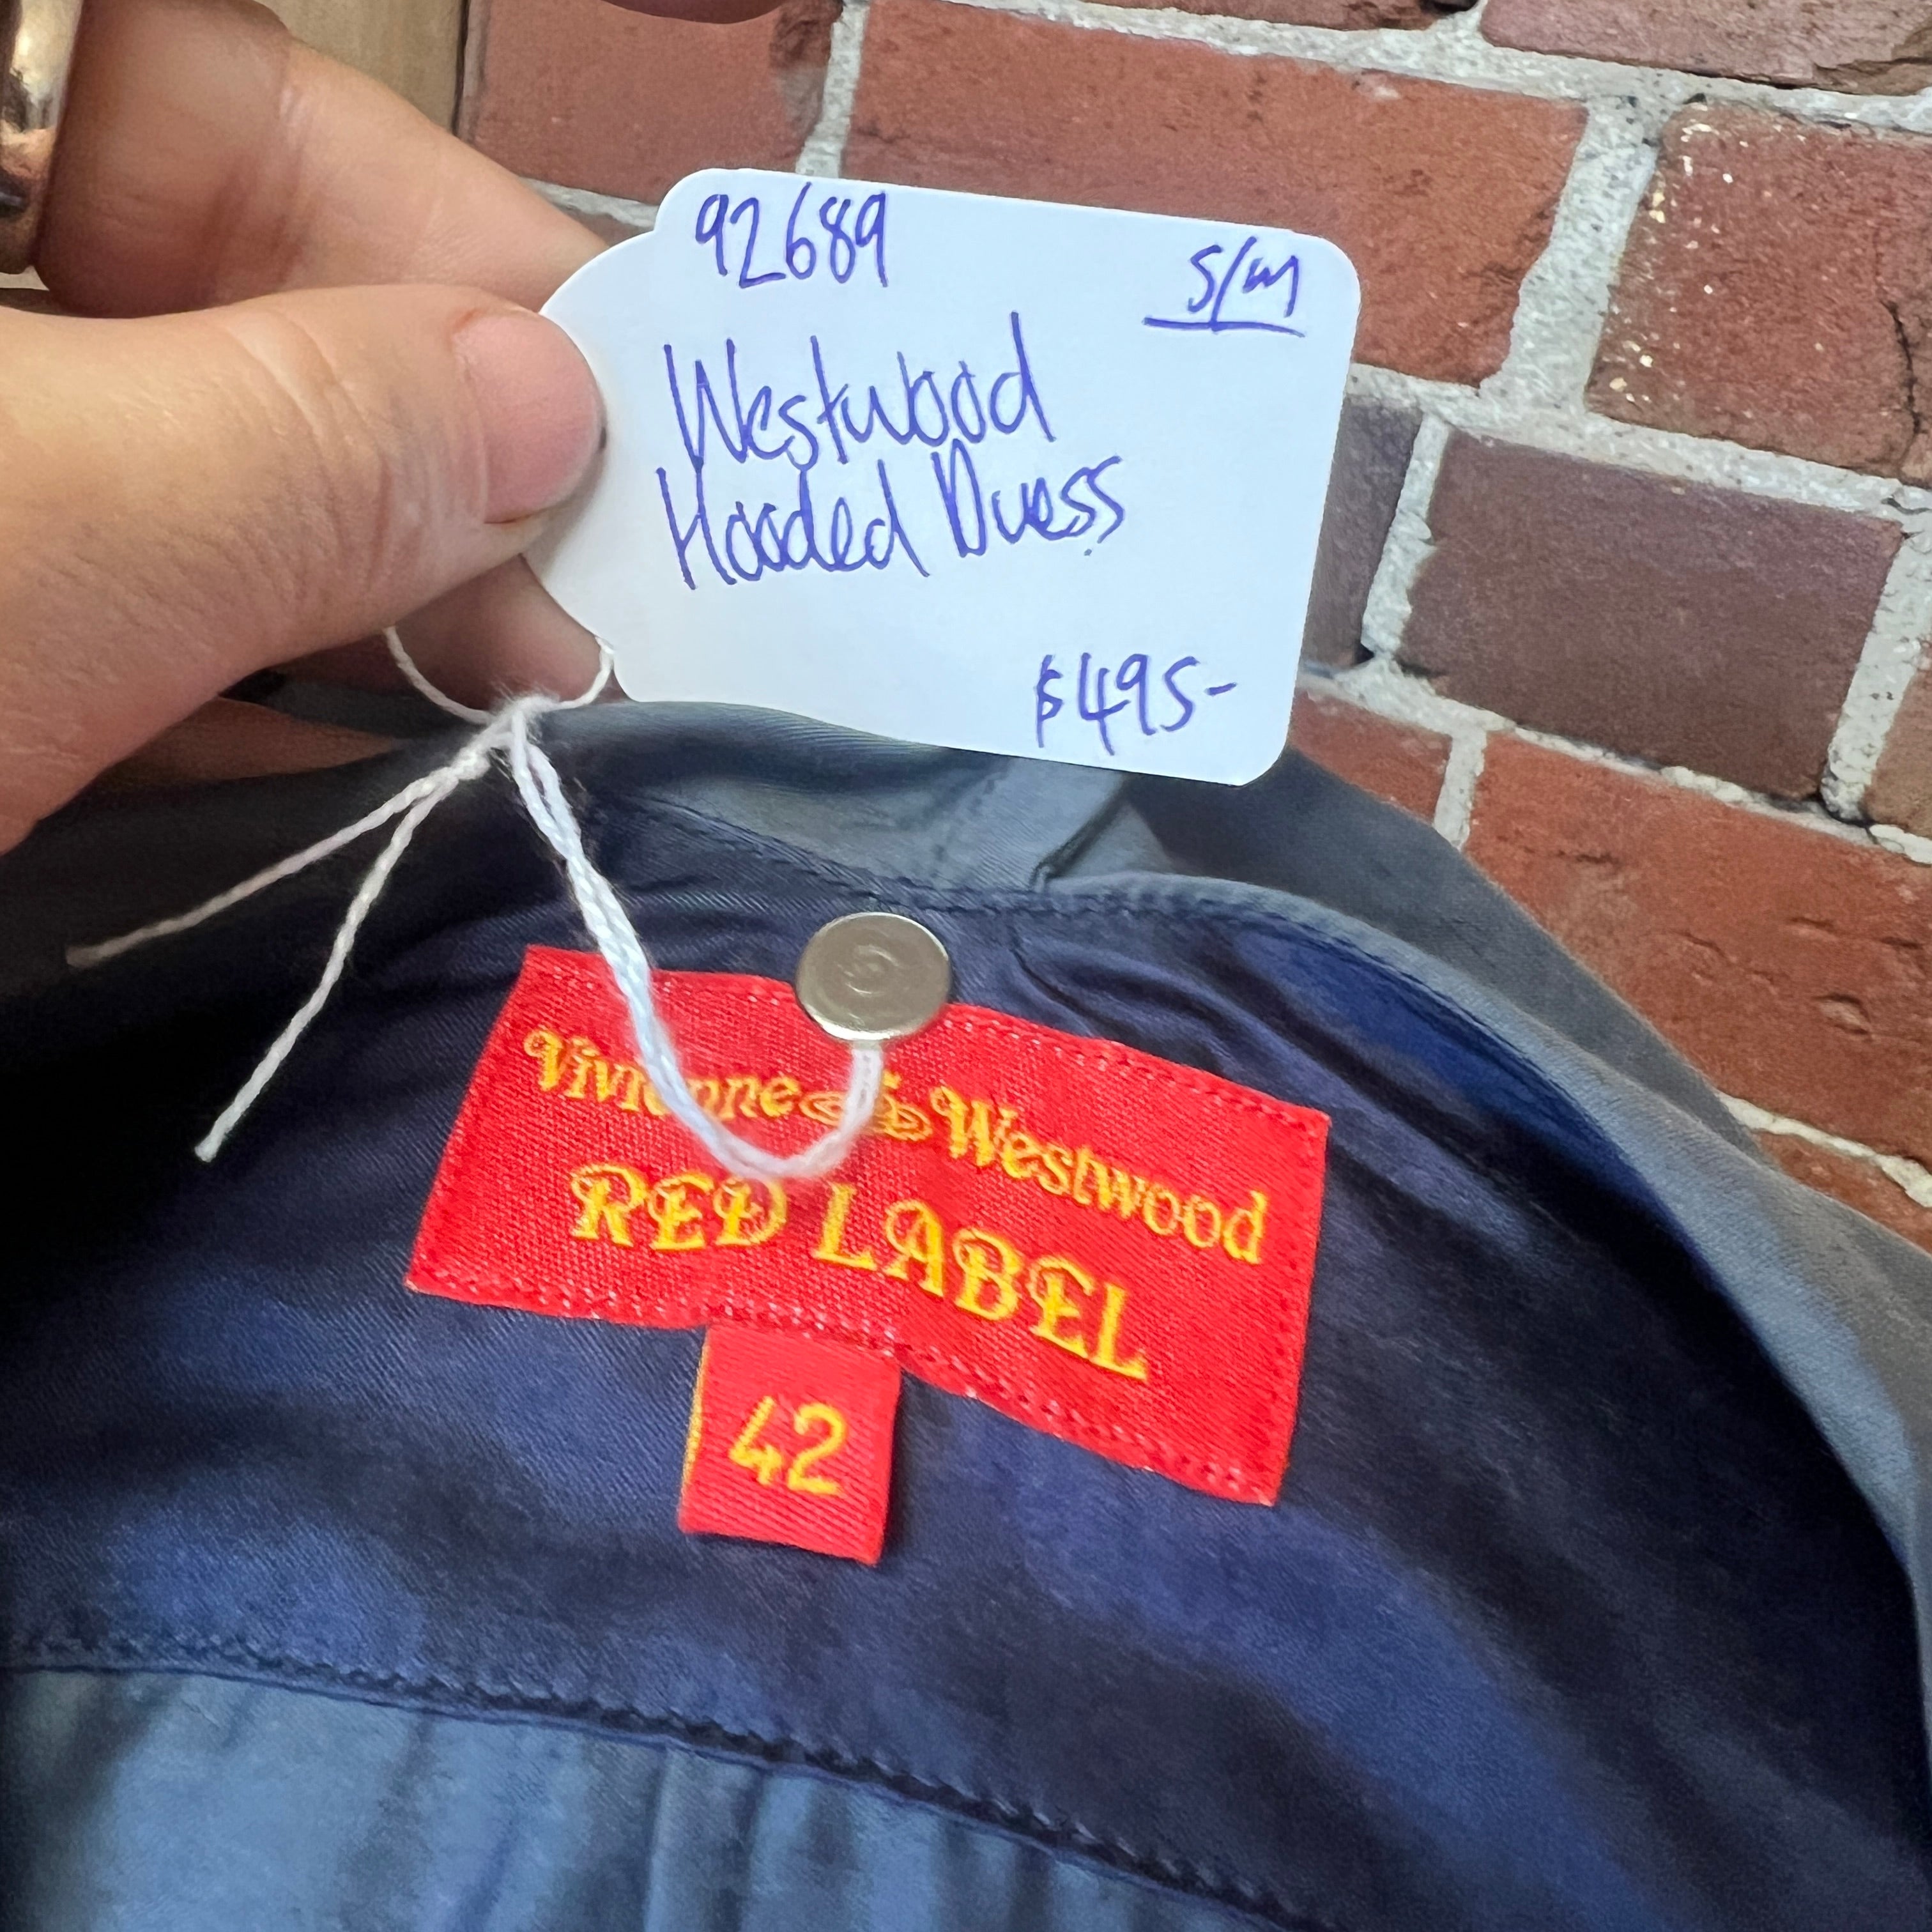 92689
S/M
Westwood
Hooded Dress
$495-
Vivienne Westwood
RED LABEL
42